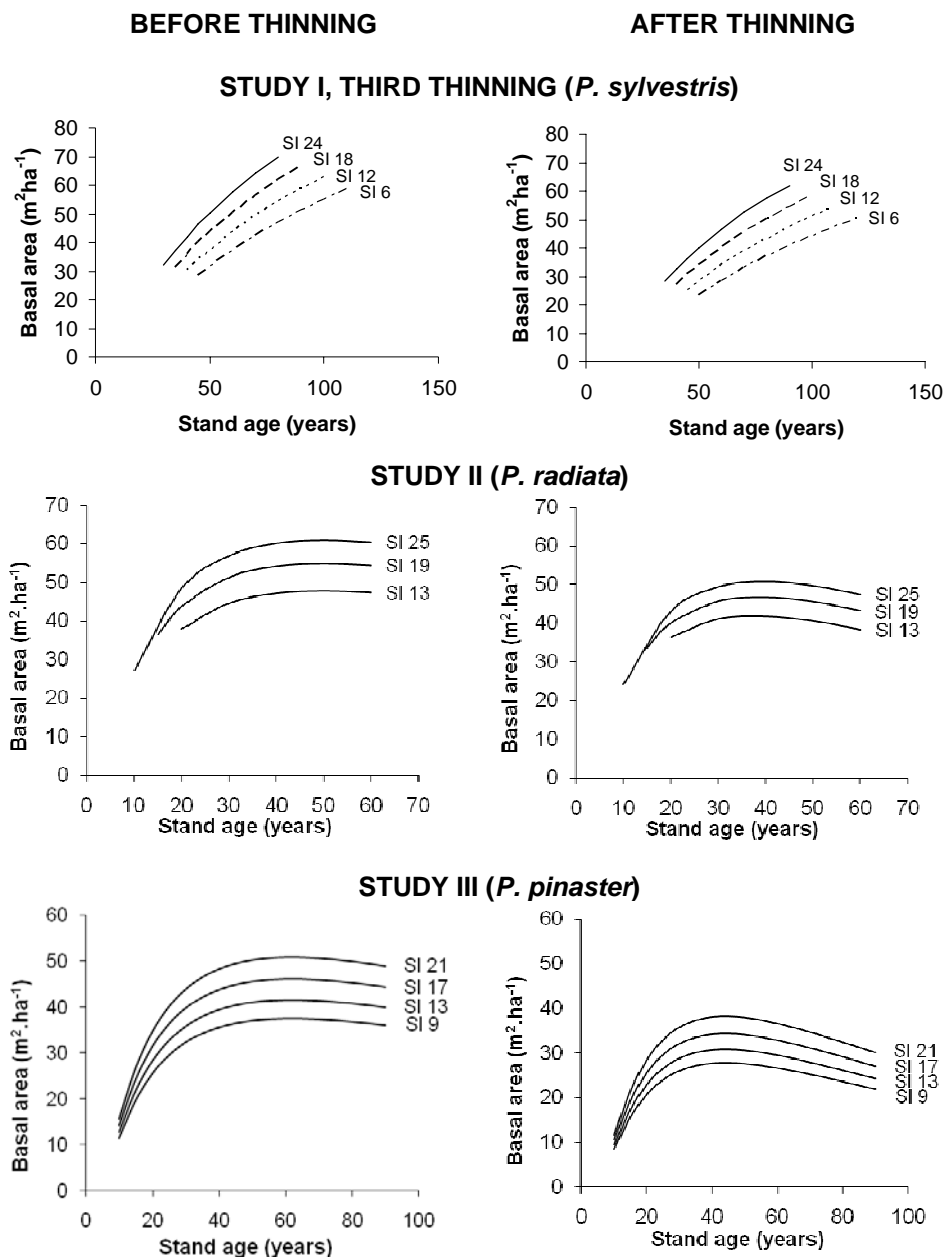 BEFORE THINNING
AFTER THINNING
STUDY I, THIRD THINNING (P. sylvestris)
Basal area (m²ha⁻¹)
80
70
60
50
40
30
20
10
0
SI 24
SI 18
SI 12
SI 6
0 50 100 150
Stand age (years)
Basal area (m²ha⁻¹)
80
70
60
50
40
30
20
10
0
SI 24
SI 18
SI 12
SI 6
0 50 100 150
Stand age (years)
STUDY II (P. radiata)
Basal area (m².ha⁻¹)
70
60
50
40
30
20
10
0
SI 25
SI 19
SI 13
0 10 20 30 40 50 60 70
Stand age (years)
Basal area (m².ha⁻¹)
70
60
50
40
30
20
10
0
SI 25
SI 19
SI 13
0 10 20 30 40 50 60 70
Stand age (years)
STUDY III (P. pinaster)
Basal area (m².ha⁻¹)
60
50
40
30
20
10
0
SI 21
SI 17
SI 13
SI 9
0 20 40 60 80 100
Stand age (years)
Basal area (m².ha⁻¹)
60
50
40
30
20
10
0
SI 21
SI 17
SI 13
SI 9
0 20 40 60 80 100
Stand age (years)